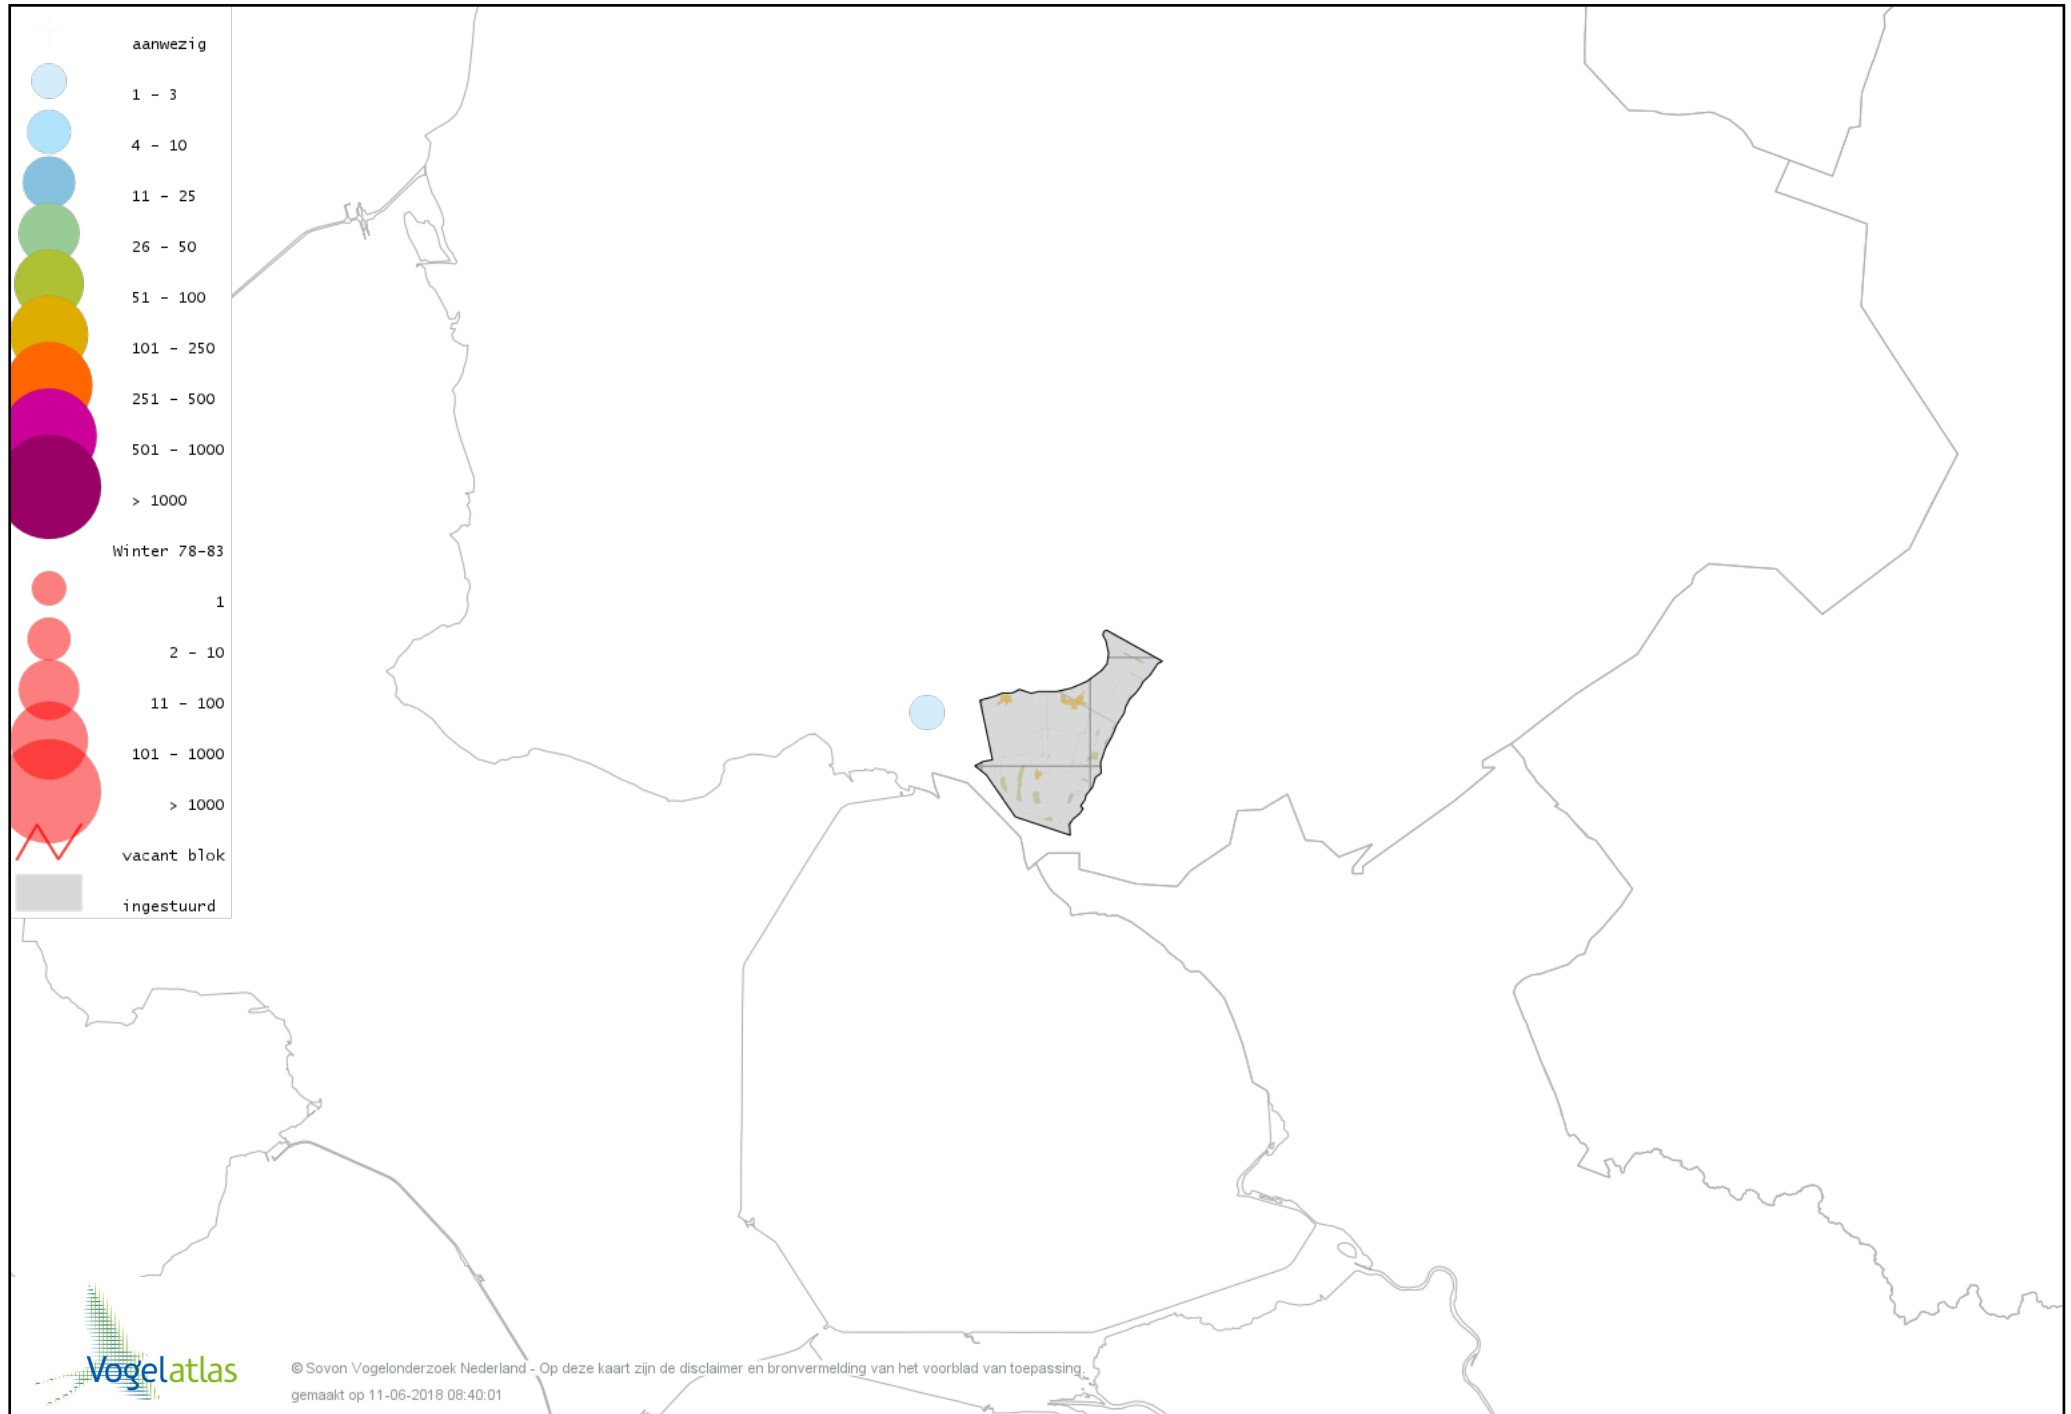 aanwezig
1 - 3
4 - 10
11 - 25
26 - 50
51 - 100
101 - 250
251 - 500
501 - 1000
> 1000
Winter 78-83
1
2 - 10
11 - 100
101 - 1000
> 1000
vacant blok
ingestuurd
Vogelatlas
© Sovon Vogelonderzoek Nederland - Op deze kaart zijn de disclaimer en bronvermelding van het voorblad van toepassing.
gemaakt op 11-06-2018 08:40:01